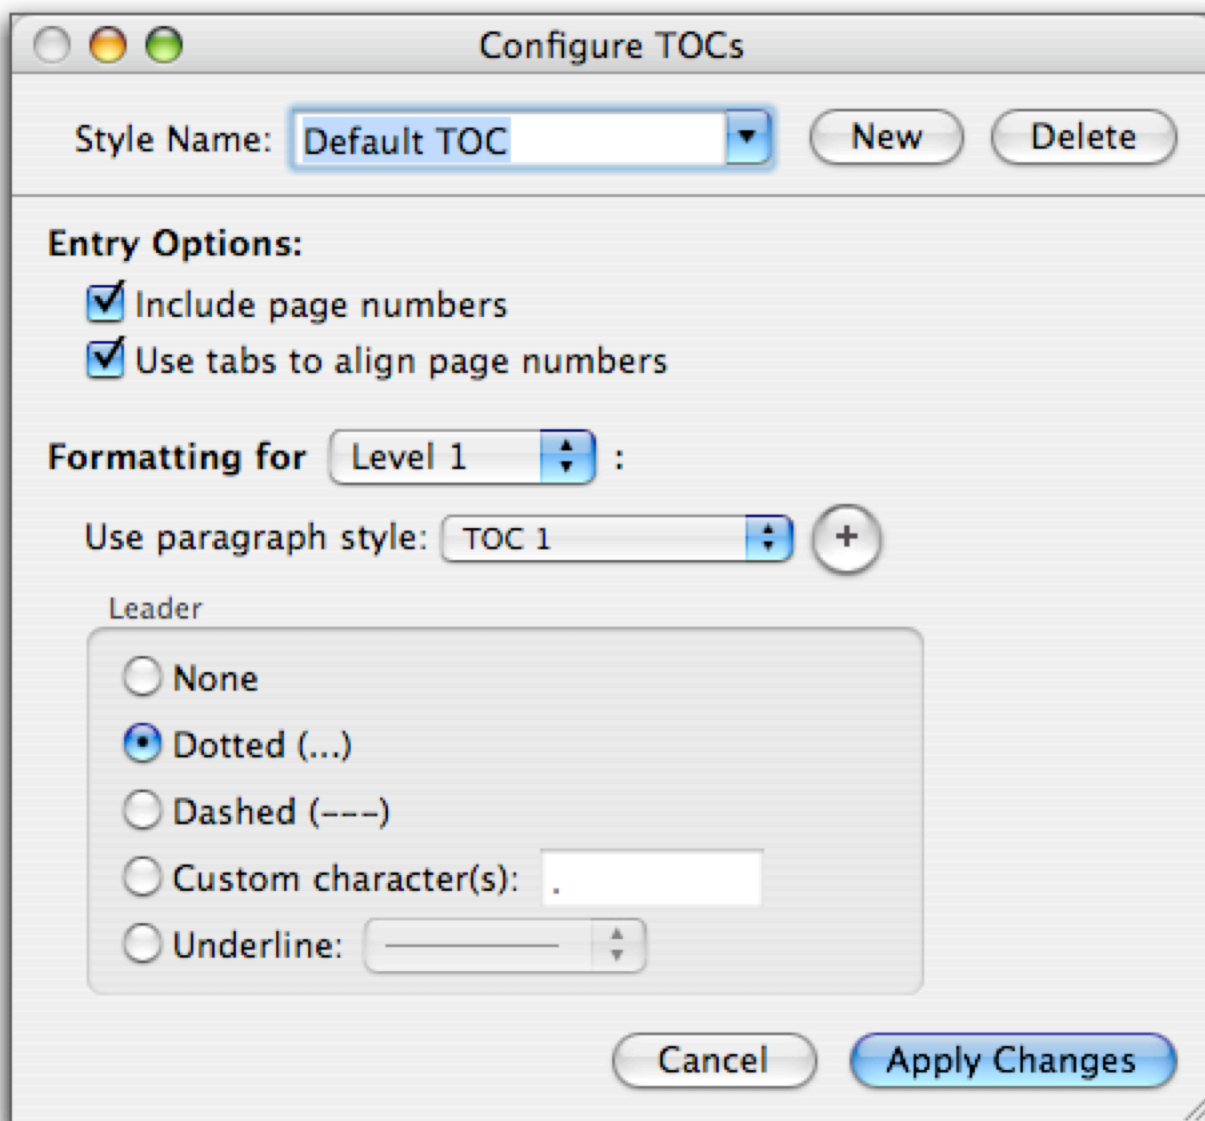 Configure TOCs
Style Name: Default TOC New Delete
Entry Options:
Include page numbers
Use tabs to align page numbers
Formatting for Level 1 :
Use paragraph style: TOC 1 +
Leader
None
Dotted (...)
Dashed (---)
Custom character(s): .
Underline:
Cancel Apply Changes